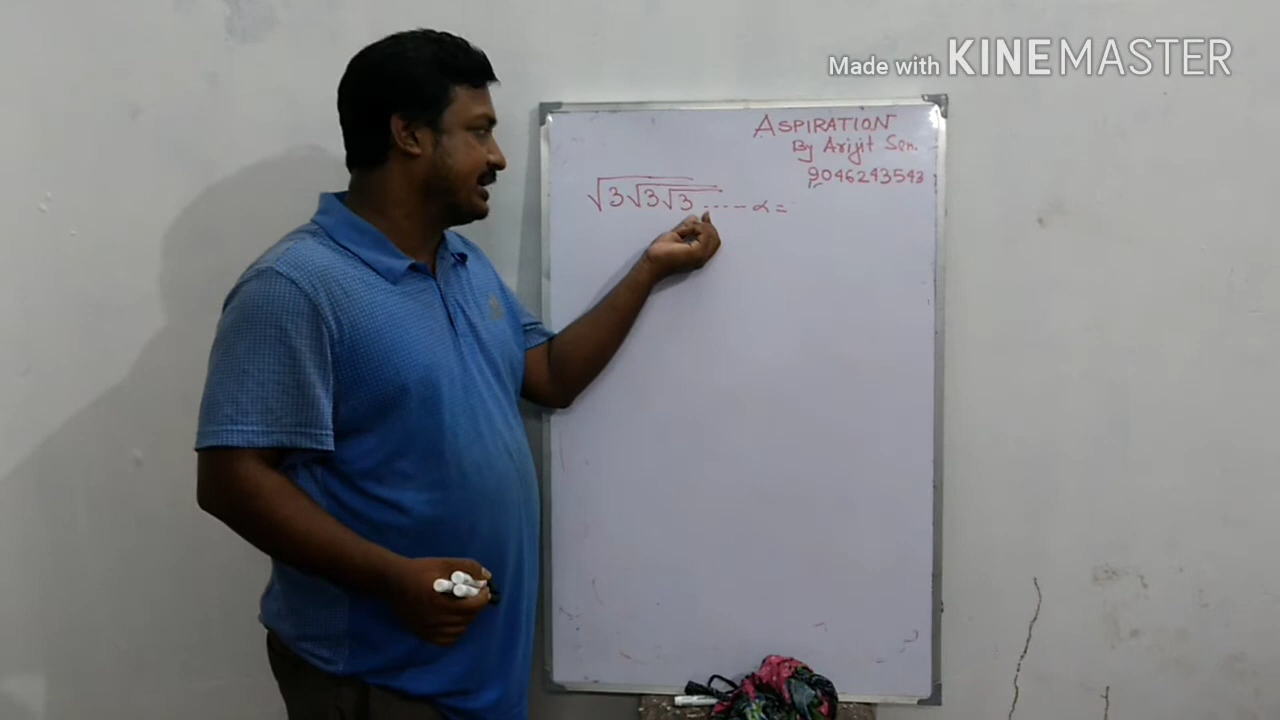 Made with KINEMASTER
ASPIRATION
By Arijit Sen.
9046243543
√3√3√3 ..... α =